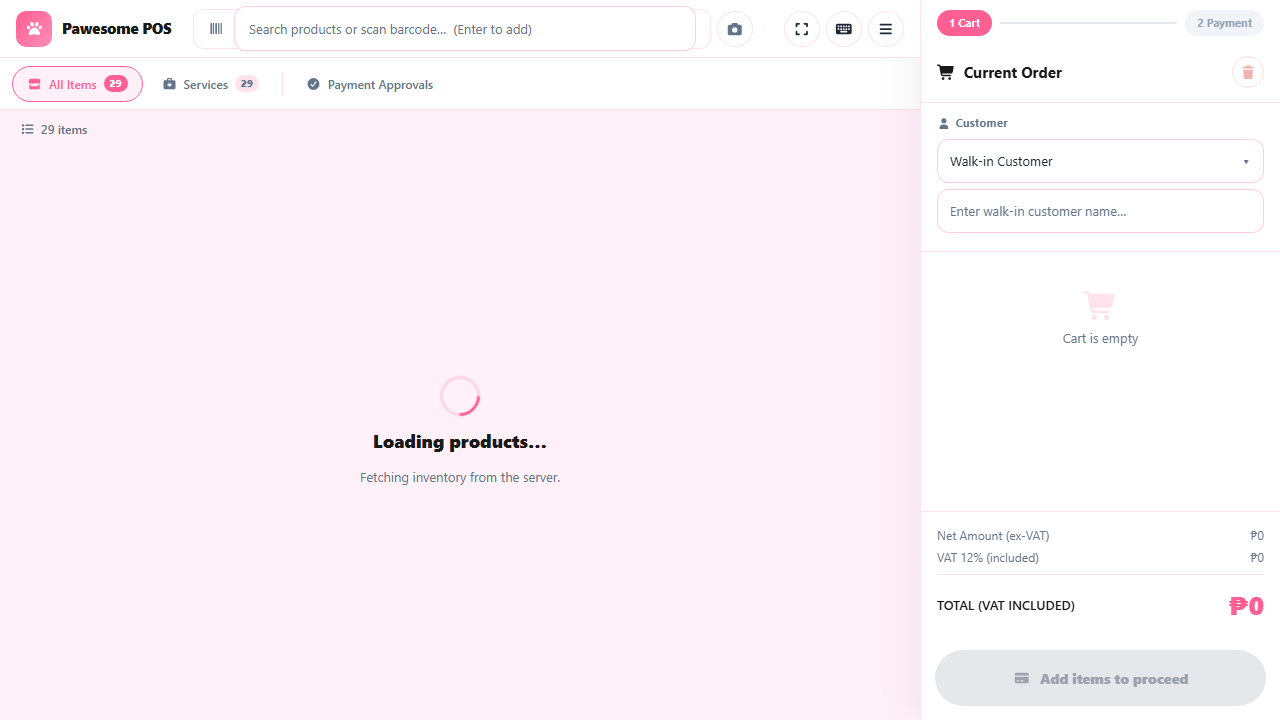 Pawesome POS
Search products or scan barcode... (Enter to add)
All Items 29
Services 29
Payment Approvals
29 items
Loading products...
Fetching inventory from the server.
1 Cart
2 Payment
Current Order
Customer
Walk-in Customer
Enter walk-in customer name...
Cart is empty
Net Amount (ex-VAT) ₱0
VAT 12% (included) ₱0
TOTAL (VAT INCLUDED) ₱0
Add items to proceed